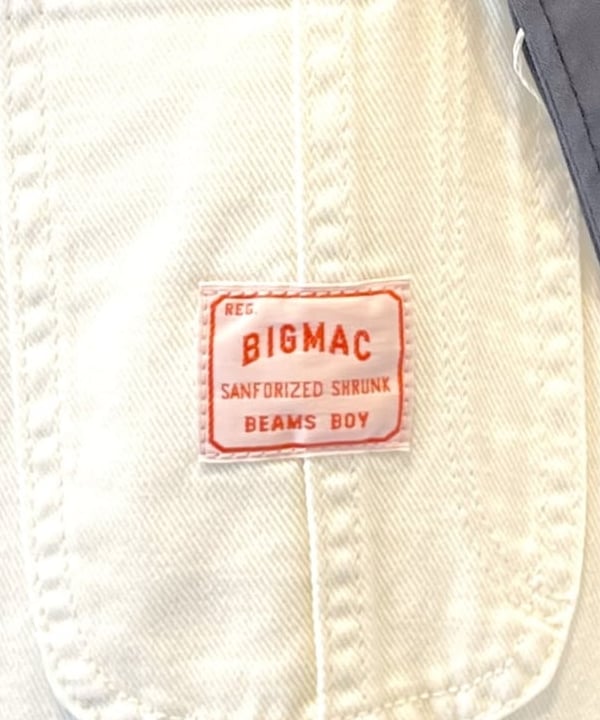 REG.
BIGMAC
SANFORIZED SHRUNK
BEAMS BOY